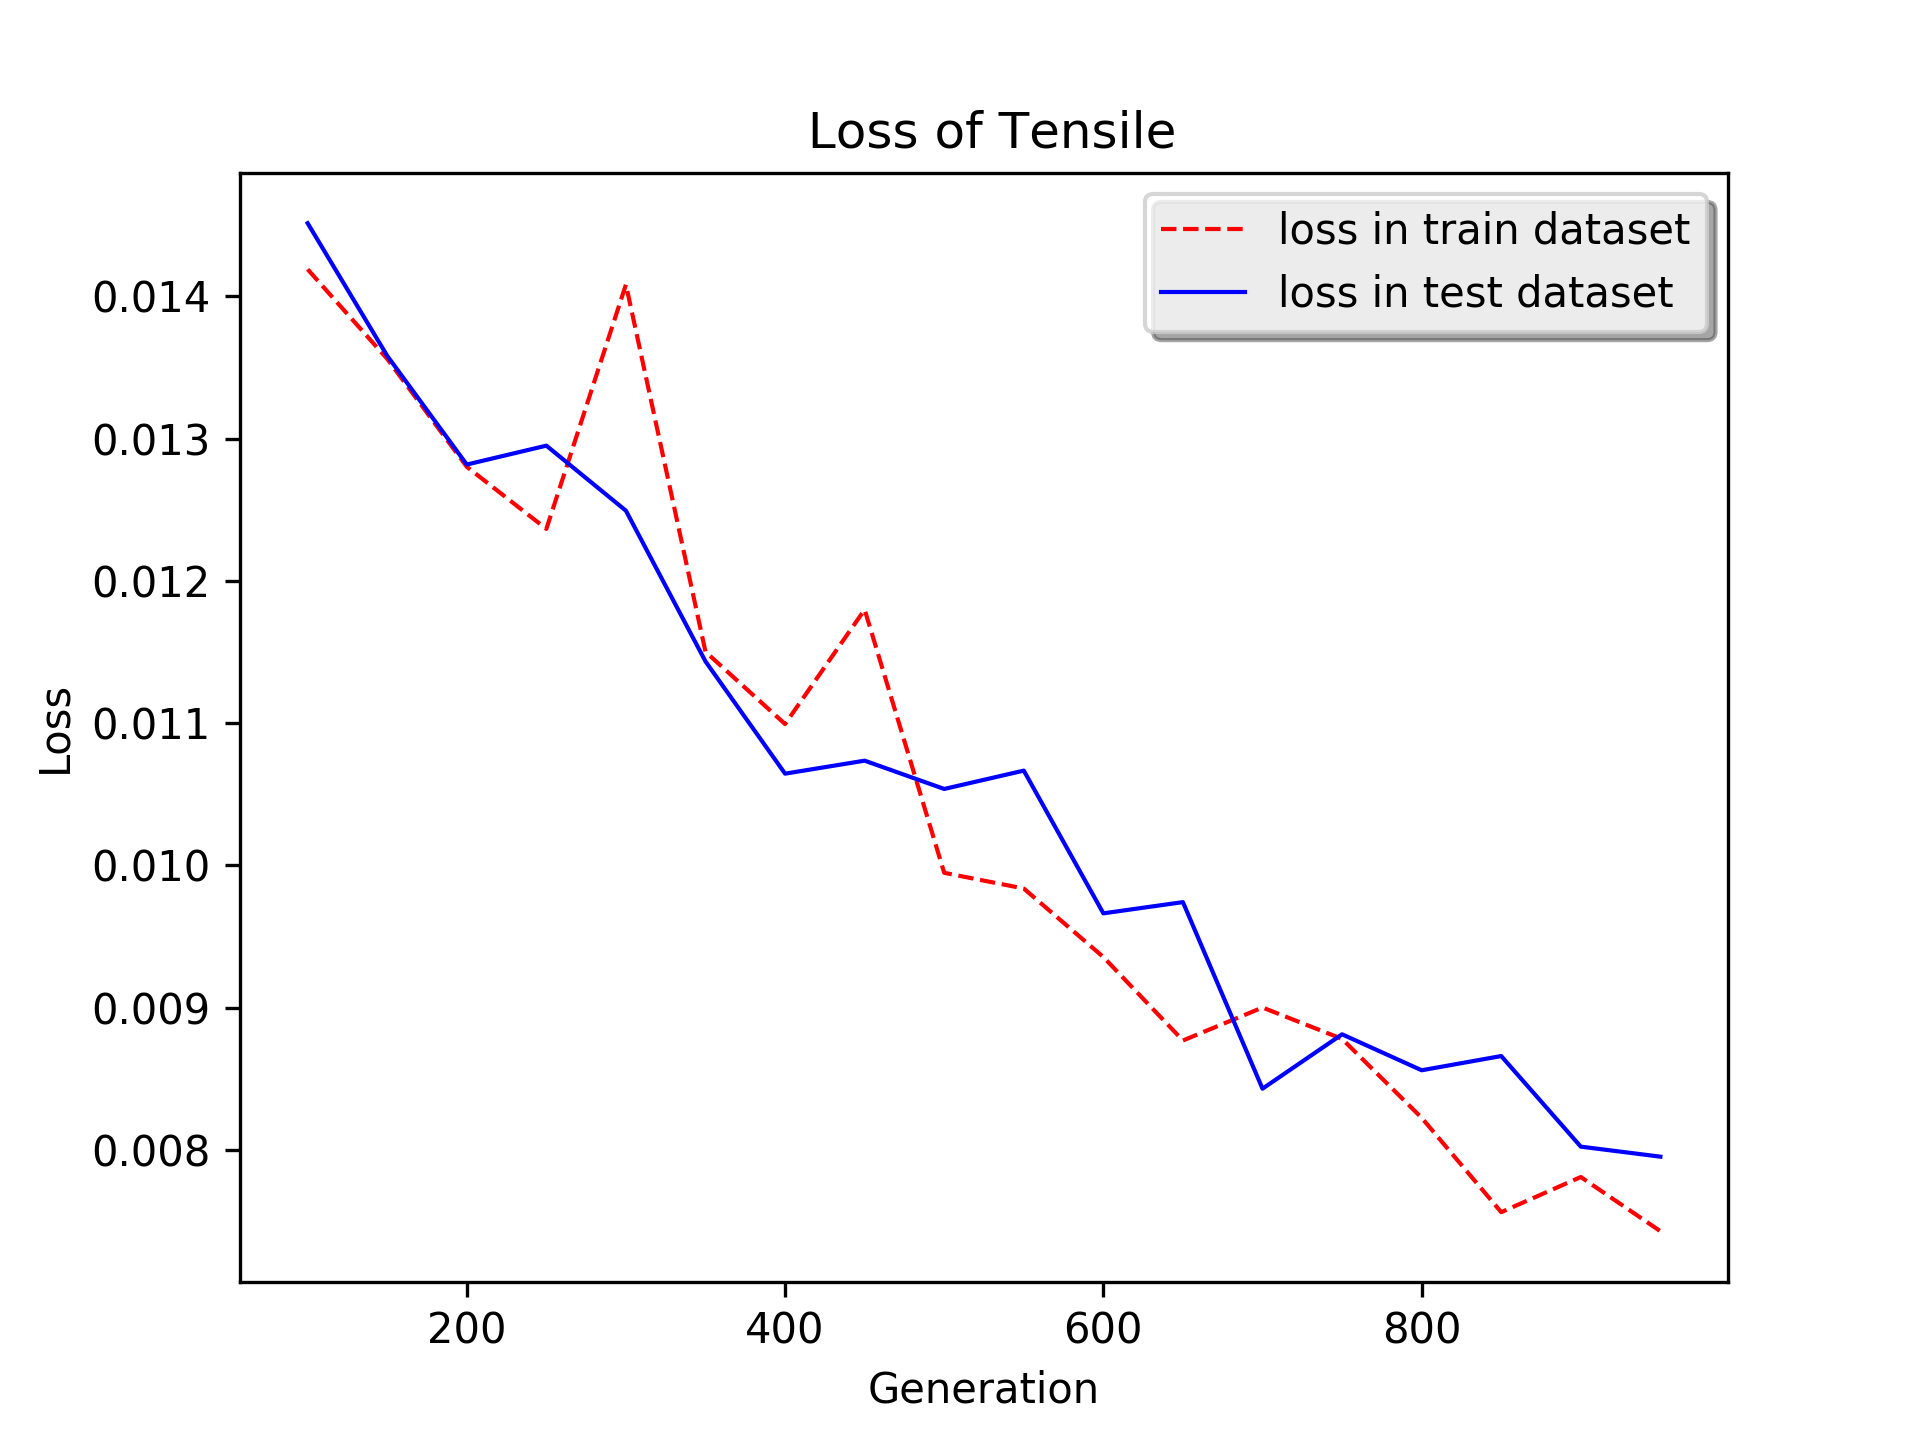 Loss of Tensile
loss in train dataset
loss in test dataset
Loss
0.014
0.013
0.012
0.011
0.010
0.009
0.008
200 400 600 800
Generation